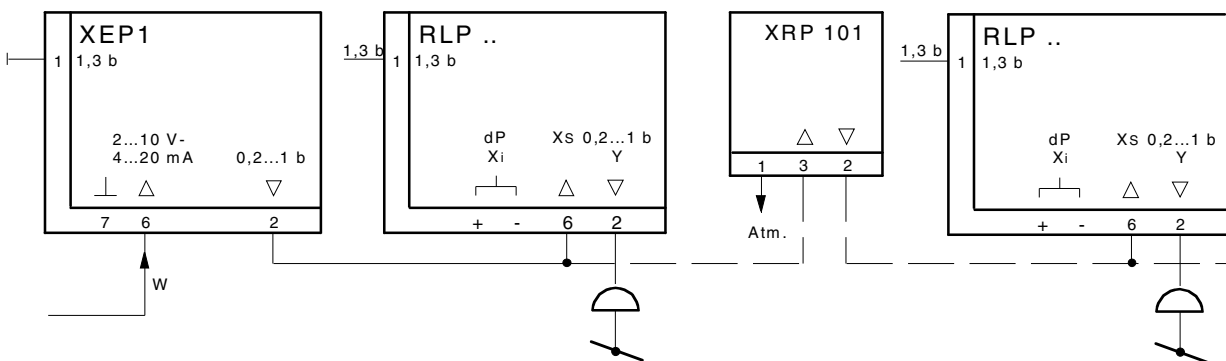 XEP1
1
1,3 b
2...10 V-
4...20 mA
0,2...1 b
7
6
2
W
1,3 b
RLP ..
1
1,3 b
dP
Xi
Xs
0,2...1 b
Y
+
-
6
2
XRP 101
1
3
2
Atm.
1,3 b
RLP ..
1
1,3 b
dP
Xi
Xs
0,2...1 b
Y
+
-
6
2